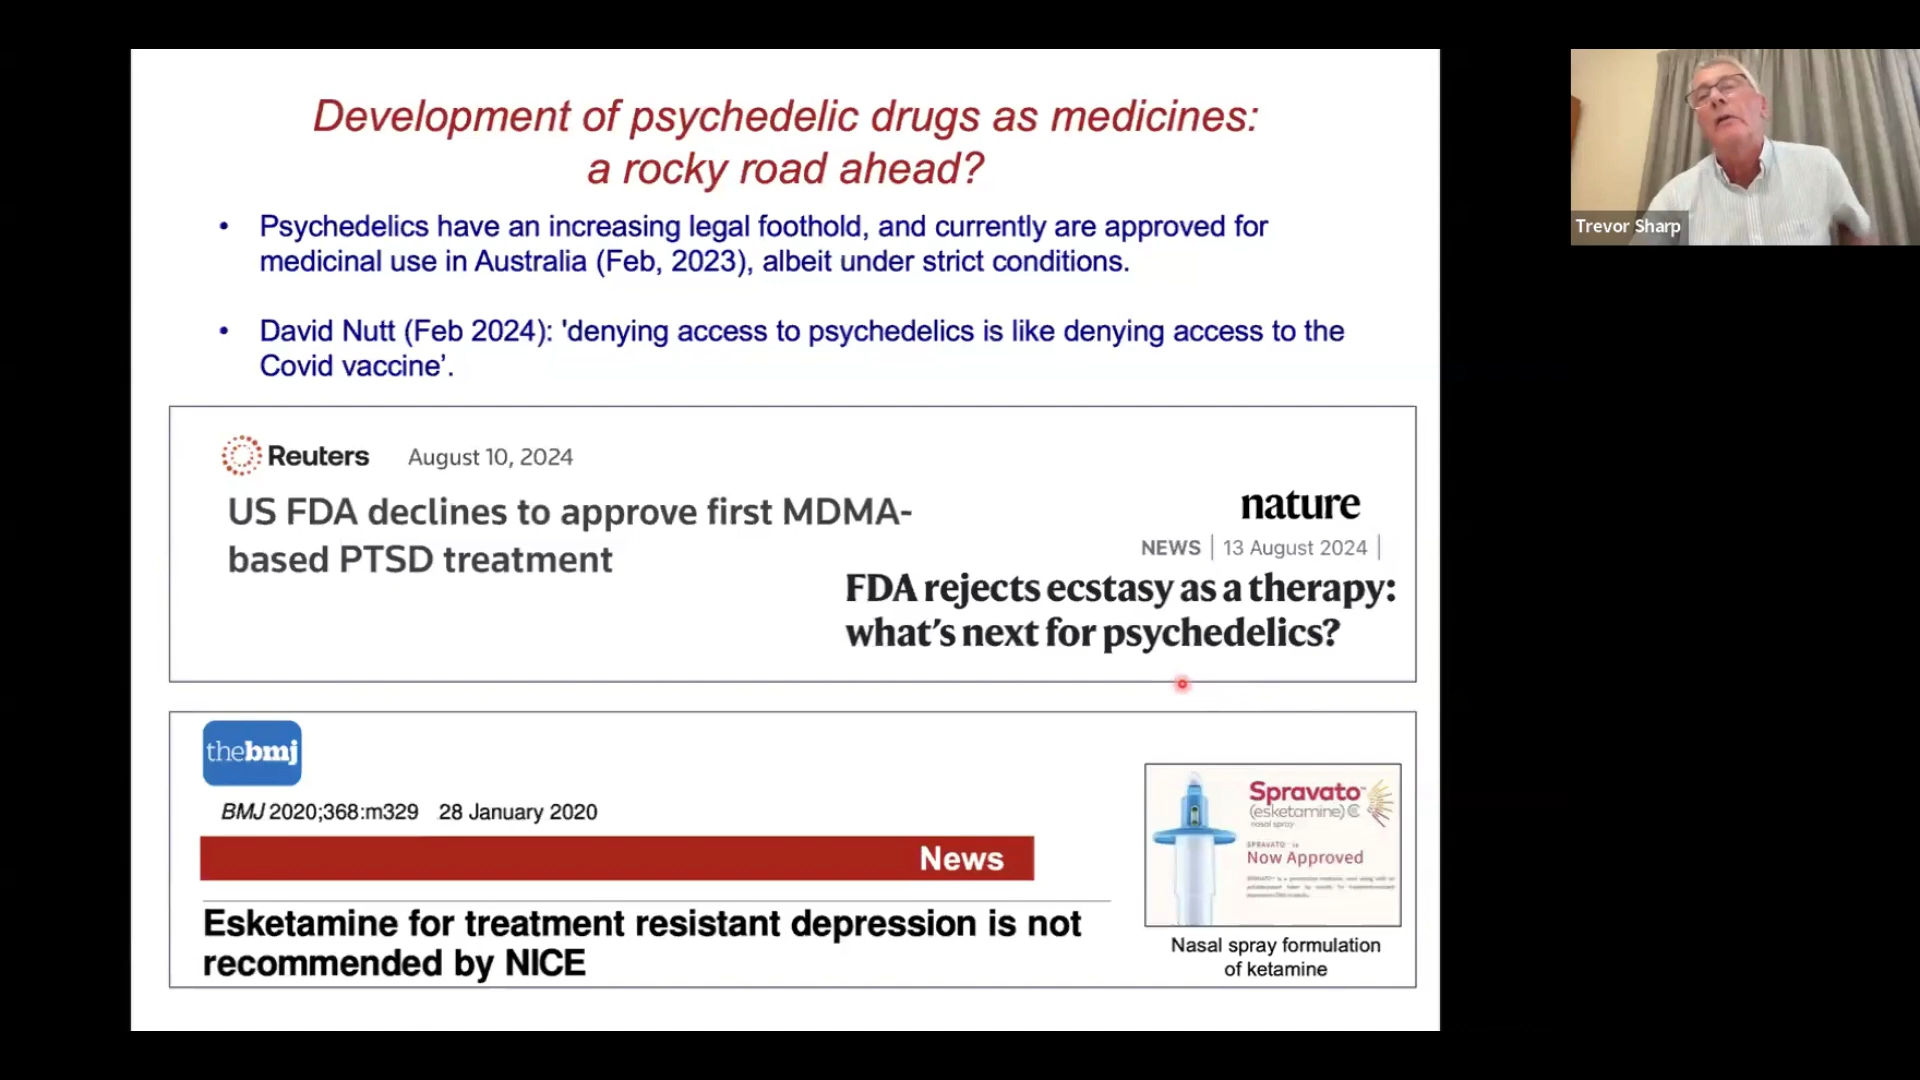 Development of psychedelic drugs as medicines:
a rocky road ahead?
• Psychedelics have an increasing legal foothold, and currently are approved for
medicinal use in Australia (Feb, 2023), albeit under strict conditions.
• David Nutt (Feb 2024): 'denying access to psychedelics is like denying access to the
Covid vaccine’.
Reuters August 10, 2024
US FDA declines to approve first MDMA-
based PTSD treatment
nature
NEWS | 13 August 2024 |
FDA rejects ecstasy as a therapy:
what’s next for psychedelics?
thebmj
BMJ 2020;368:m329 28 January 2020
News
Esketamine for treatment resistant depression is not
recommended by NICE
Spravato™
(esketamine) C
nasal spray
SPRAVATO™ is
Now Approved
Nasal spray formulation
of ketamine
Trevor Sharp